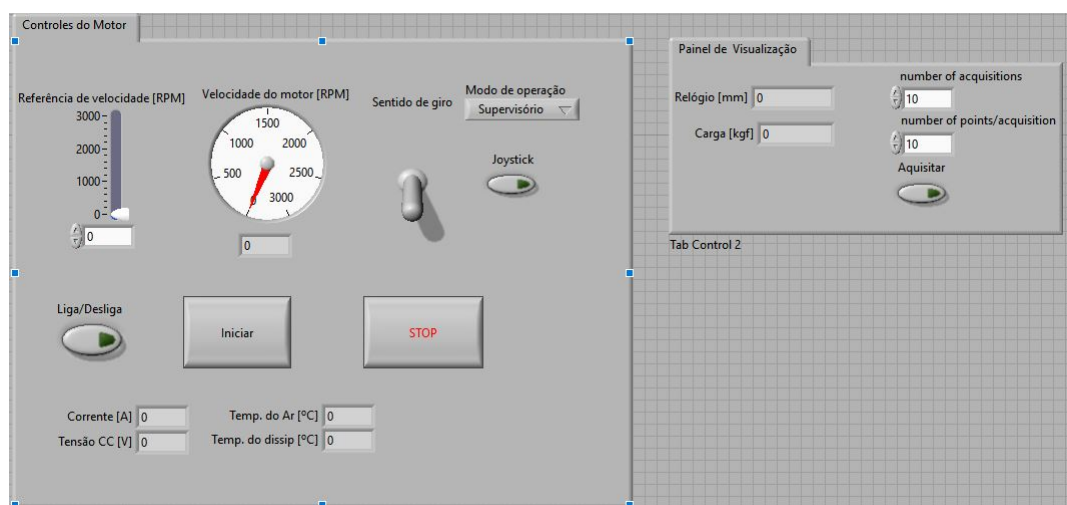 Controles do Motor
Referência de velocidade [RPM]
3000
2000
1000
0
0
Velocidade do motor [RPM]
1500
1000
2000
500
2500
0
3000
0
Sentido de giro
Modo de operação
Supervisório
Joystick
Liga/Desliga
Iniciar
STOP
Corrente [A] 0
Temp. do Ar [ºC] 0
Tensão CC [V] 0
Temp. do dissip [ºC] 0
Painel de Visualização
Relógio [mm] 0
Carga [kgf] 0
number of acquisitions
10
number of points/acquisition
10
Aquisitar
Tab Control 2